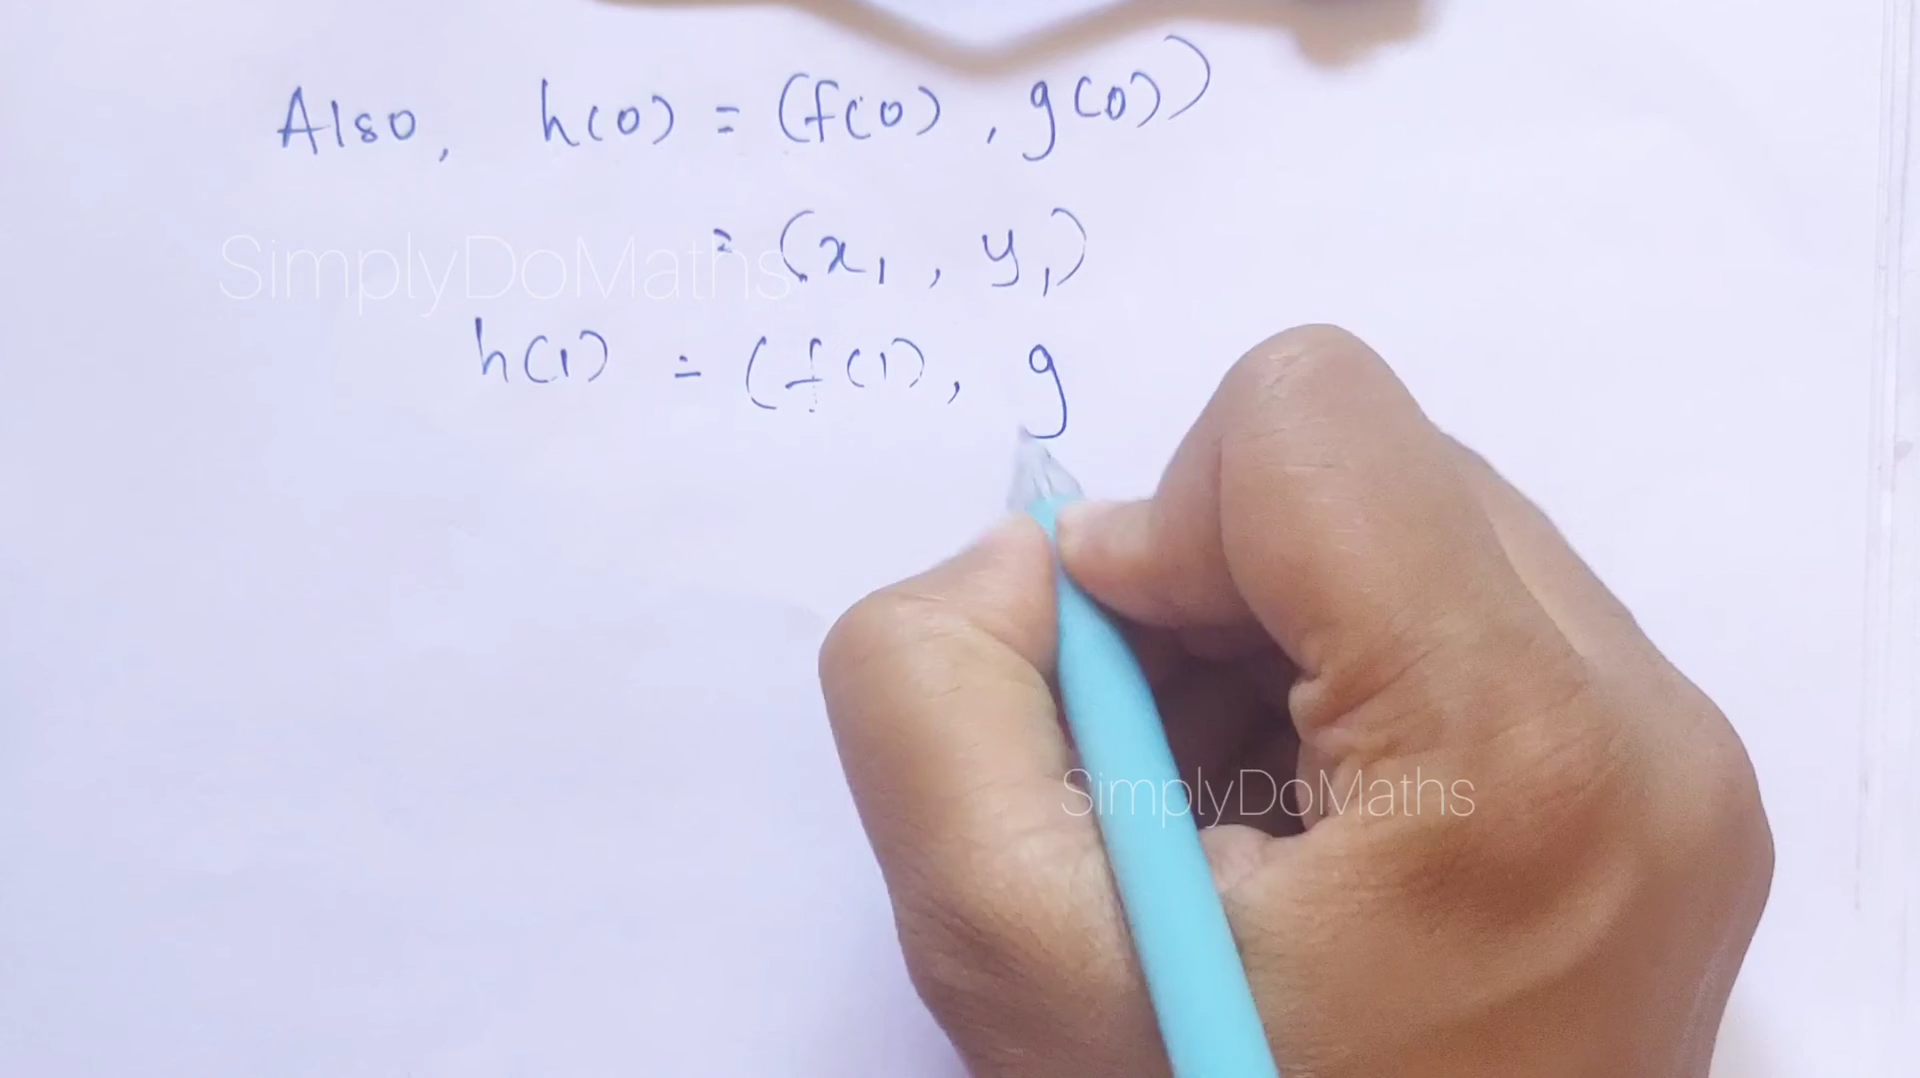 Also, h(0) = (f(0), g(0))
= (x₁, y₁)
SimplyDoMaths
h(1) = (f(1), g
SimplyDoMaths